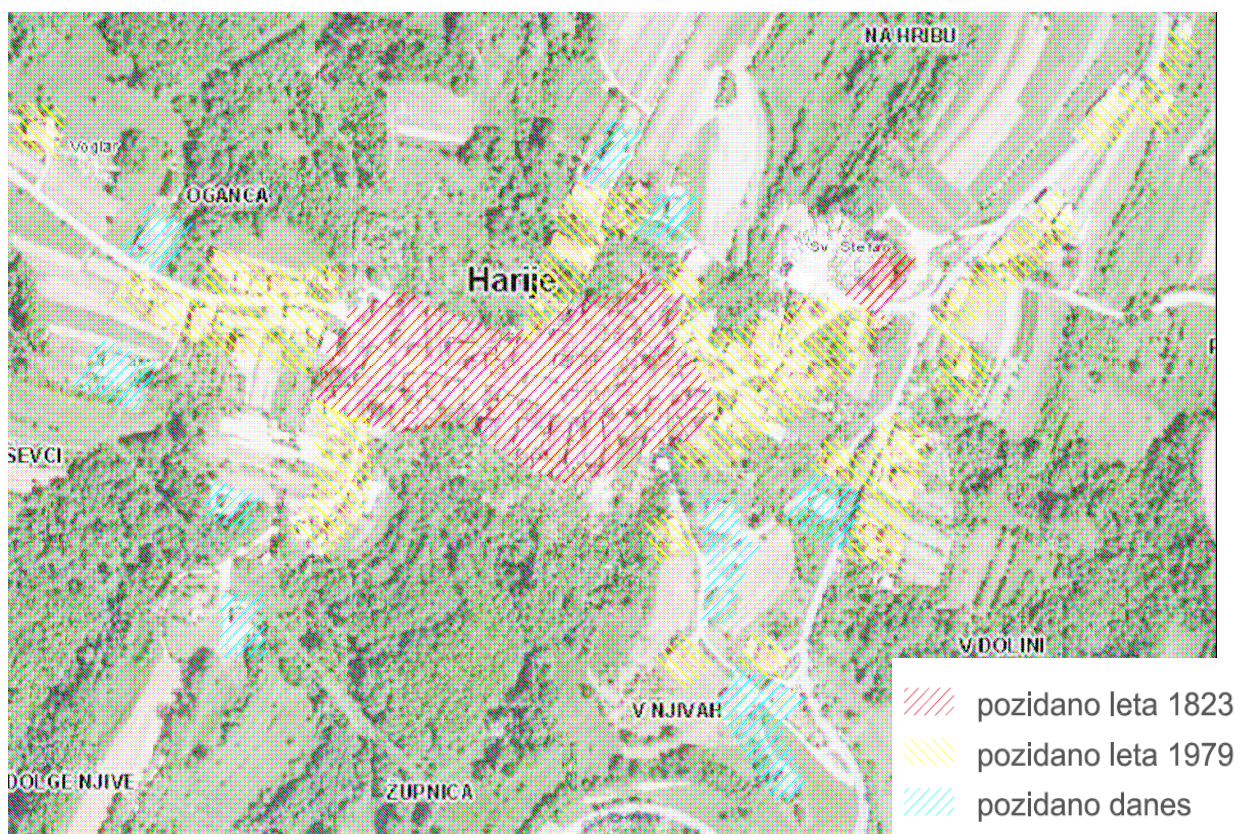 NA HRIBU
Voglar
OGANCA
Sv. Štefan
Harije
SEVCI
V DOLINI
V NJIVAH
DOLGE NJIVE
ŽUPNICA
pozidano leta 1823
pozidano leta 1979
pozidano danes